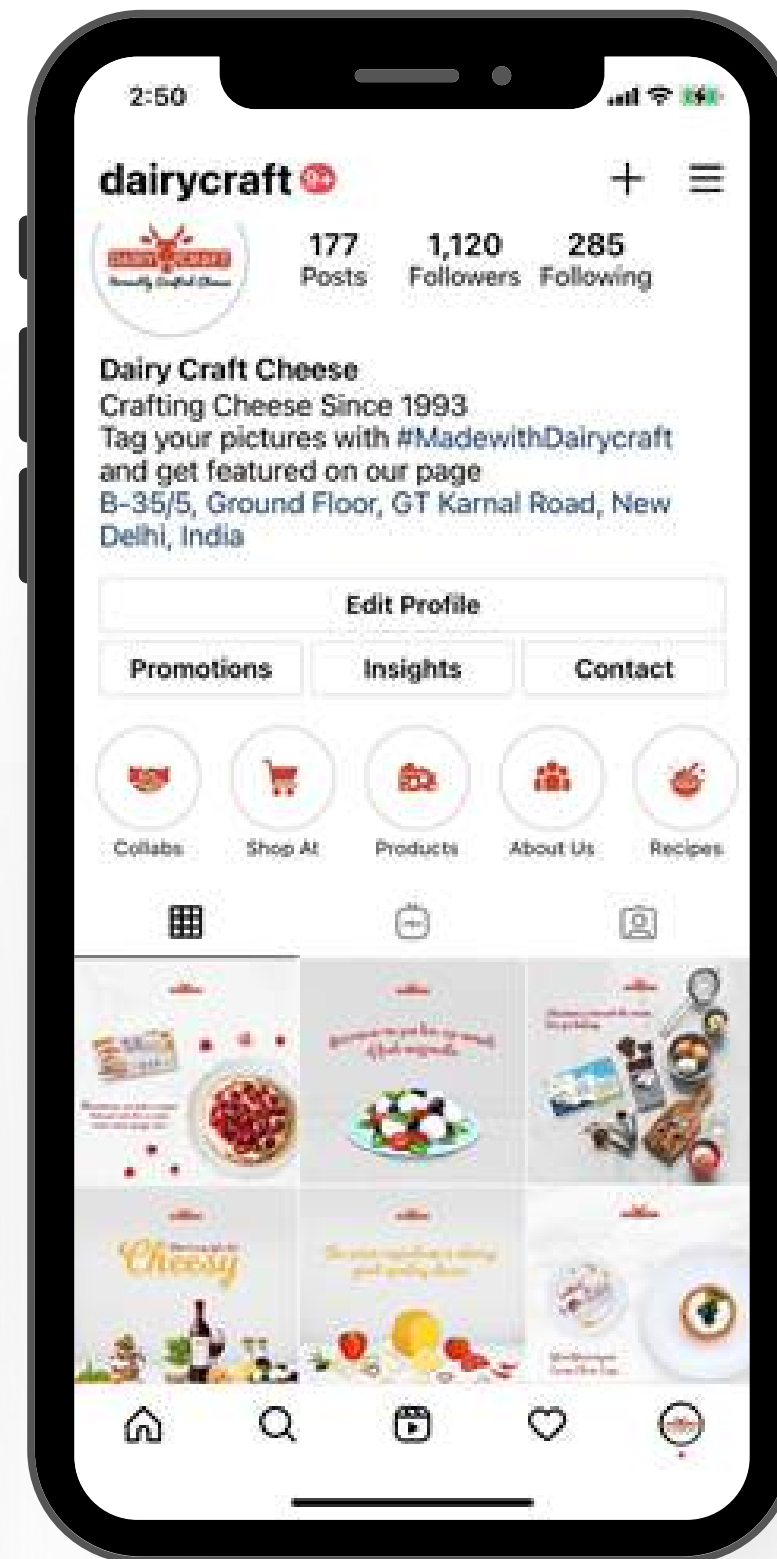 2:50
dairycraft 9+
DAIRY CRAFT
177 1,120 285
Posts Followers Following
Dairy Craft Cheese
Crafting Cheese Since 1993
Tag your pictures with #MadewithDairycraft
and get featured on our page
B-35/5, Ground Floor, GT Karnal Road, New
Delhi, India
Edit Profile
Promotions Insights Contact
Collabs Shop At Products About Us Recipes
Cheesy